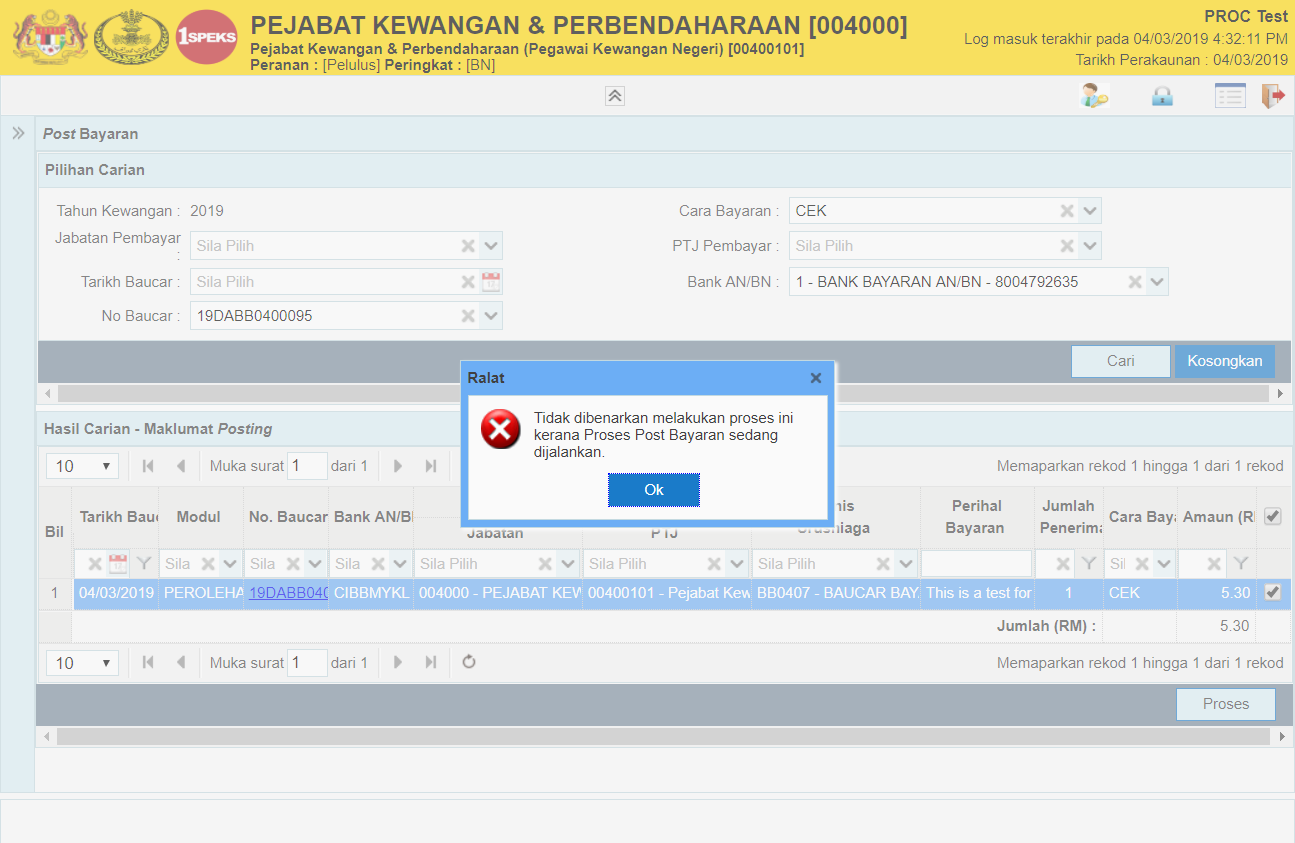 PEJABAT KEWANGAN & PERBENDAHARAAN [004000]
Pejabat Kewangan & Perbendaharaan (Pegawai Kewangan Negeri) [00400101]
Peranan : [Pelulus] Peringkat : [BN]
1SPEKS
PROC Test
Log masuk terakhir pada 04/03/2019 4:32:11 PM
Tarikh Perakaunan : 04/03/2019
Post Bayaran
Pilihan Carian
Tahun Kewangan : 2019
Cara Bayaran : CEK
Jabatan Pembayar : Sila Pilih
PTJ Pembayar : Sila Pilih
Tarikh Baucar : Sila Pilih
Bank AN/BN : 1 - BANK BAYARAN AN/BN - 8004792635
No Baucar : 19DABB0400095
Cari Kosongkan
Ralat
Tidak dibenarkan melakukan proses ini
kerana Proses Post Bayaran sedang
dijalankan.
Ok
Hasil Carian - Maklumat Posting
10 Muka surat 1 dari 1 Memaparkan rekod 1 hingga 1 dari 1 rekod
Bil Tarikh Bauc Modul No. Baucar Bank AN/B Jabatan PTJ Perihal Bayaran Jumlah Penerima Cara Baya Amaun (R
Sila Sila Sila Sila Pilih Sila Pilih Sila Pilih Sil
1 04/03/2019 PEROLEHA 19DABB040 CIBBMYKL 004000 - PEJABAT KEW 00400101 - Pejabat Kew BB0407 - BAUCAR BAY This is a test for 1 CEK 5.30
Jumlah (RM) : 5.30
10 Muka surat 1 dari 1 Memaparkan rekod 1 hingga 1 dari 1 rekod
Proses